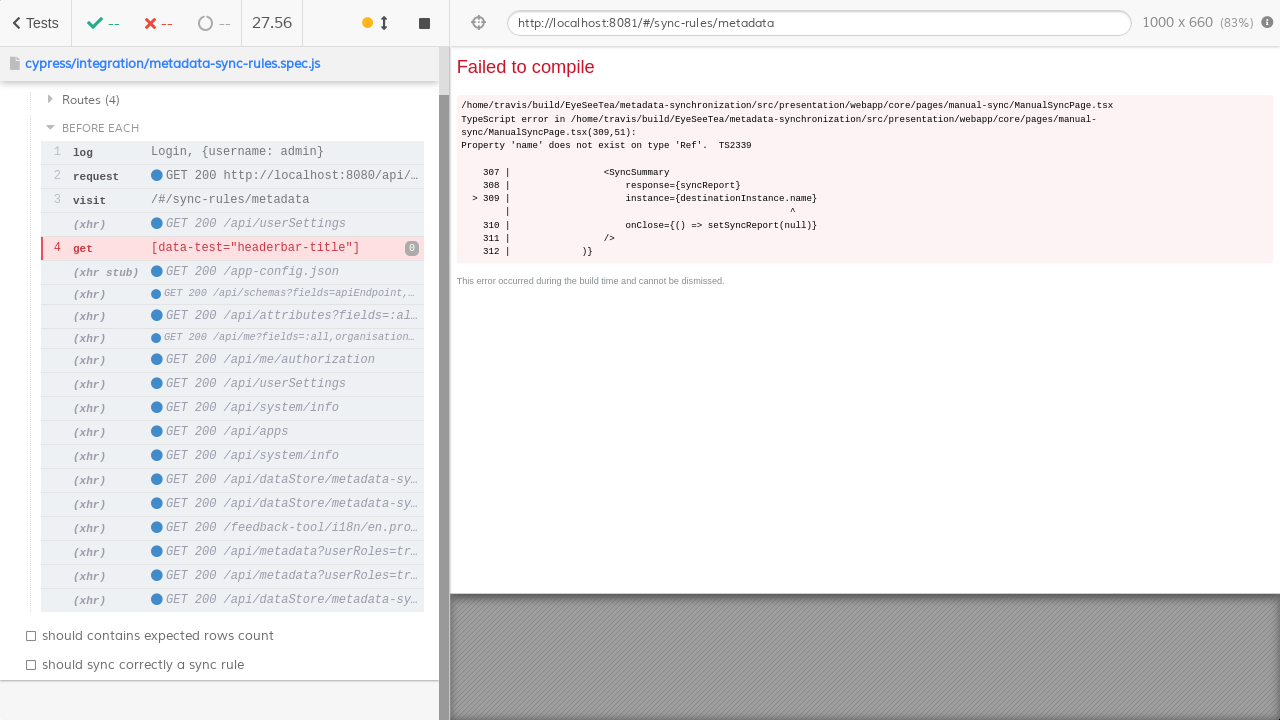 Tests
--
--
--
27.56
http://localhost:8081/#/sync-rules/metadata
1000 x 660 (83%)
cypress/integration/metadata-sync-rules.spec.js
Routes (4)
BEFORE EACH
1 log Login, {username: admin}
2 request GET 200 http://localhost:8080/api/…
3 visit /#/sync-rules/metadata
(xhr) GET 200 /api/userSettings
4 get [data-test="headerbar-title"] 0
(xhr stub) GET 200 /app-config.json
(xhr) GET 200 /api/schemas?fields=apiEndpoint,…
(xhr) GET 200 /api/attributes?fields=:al…
(xhr) GET 200 /api/me?fields=:all,organisation…
(xhr) GET 200 /api/me/authorization
(xhr) GET 200 /api/userSettings
(xhr) GET 200 /api/system/info
(xhr) GET 200 /api/apps
(xhr) GET 200 /api/system/info
(xhr) GET 200 /api/dataStore/metadata-sy…
(xhr) GET 200 /api/dataStore/metadata-sy…
(xhr) GET 200 /feedback-tool/i18n/en.pro…
(xhr) GET 200 /api/metadata?userRoles=tr…
(xhr) GET 200 /api/metadata?userRoles=tr…
(xhr) GET 200 /api/dataStore/metadata-sy…
should contains expected rows count
should sync correctly a sync rule
Failed to compile
/home/travis/build/EyeSeeTea/metadata-synchronization/src/presentation/webapp/core/pages/manual-sync/ManualSyncPage.tsx
TypeScript error in /home/travis/build/EyeSeeTea/metadata-synchronization/src/presentation/webapp/core/pages/manual-
sync/ManualSyncPage.tsx(309,51):
Property 'name' does not exist on type 'Ref'.  TS2339
307 | <SyncSummary
308 | response={syncReport}
> 309 | instance={destinationInstance.name}
| ^
310 | onClose={() => setSyncReport(null)}
311 | />
312 | )}
This error occurred during the build time and cannot be dismissed.